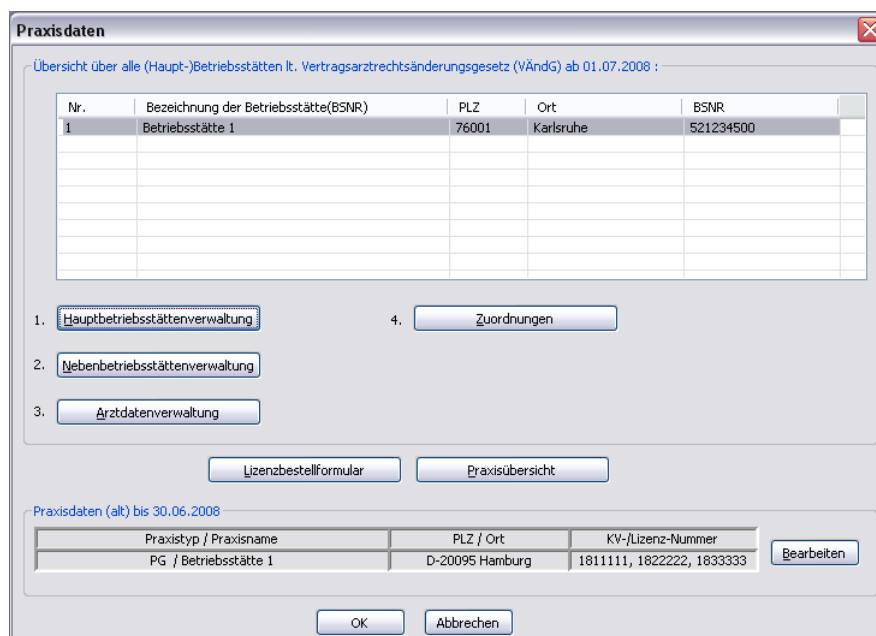 Praxisdaten
Übersicht über alle (Haupt-)Betriebsstätten lt. Vertragsarztrechtsänderungsgesetz (VÄndG) ab 01.07.2008 :
Nr. Bezeichnung der Betriebsstätte(BSNR) PLZ Ort BSNR
1 Betriebsstätte 1 76001 Karlsruhe 521234500
1. Hauptbetriebsstättenverwaltung 4. Zuordnungen
2. Nebenbetriebsstättenverwaltung
3. Arztdatenverwaltung
Lizenzbestellformular Praxisübersicht
Praxisdaten (alt) bis 30.06.2008
Praxistyp / Praxisname PLZ / Ort KV-/Lizenz-Nummer
PG / Betriebsstätte 1 D-20095 Hamburg 1811111, 1822222, 1833333 Bearbeiten
OK Abbrechen